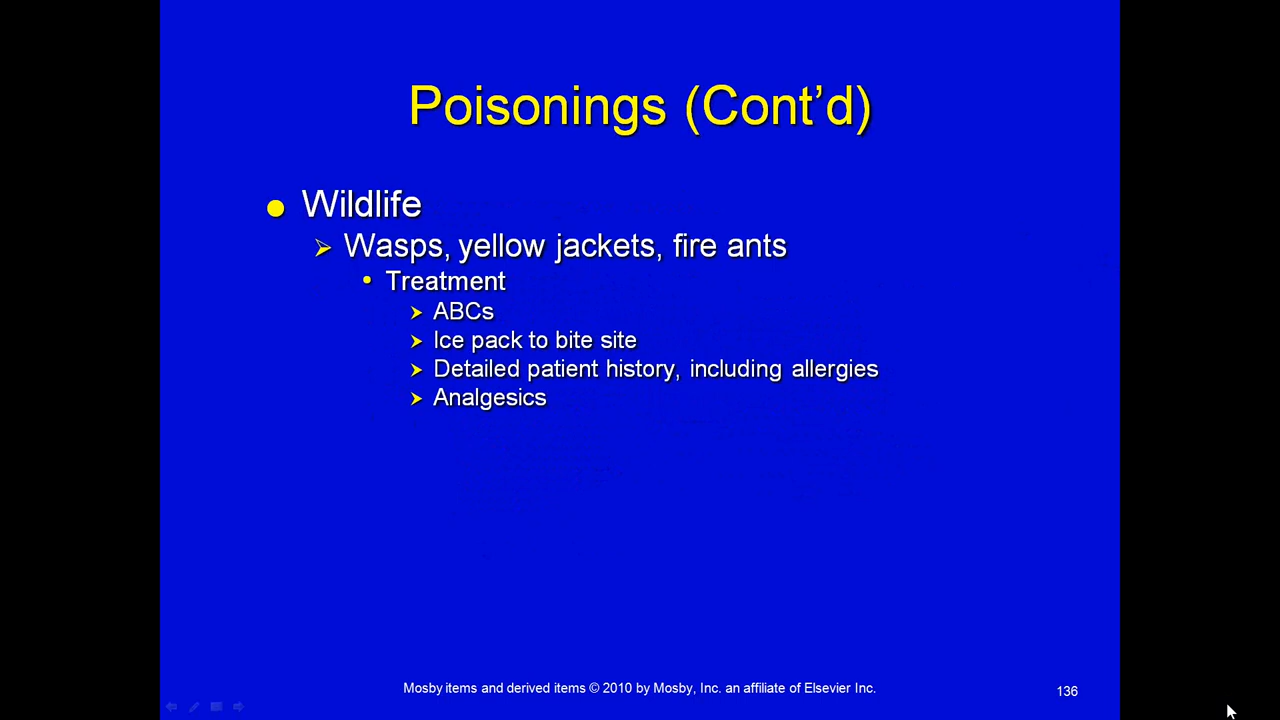 Poisonings (Cont’d)
Wildlife
Wasps, yellow jackets, fire ants
Treatment
ABCs
Ice pack to bite site
Detailed patient history, including allergies
Analgesics
Mosby items and derived items © 2010 by Mosby, Inc. an affiliate of Elsevier Inc.
136